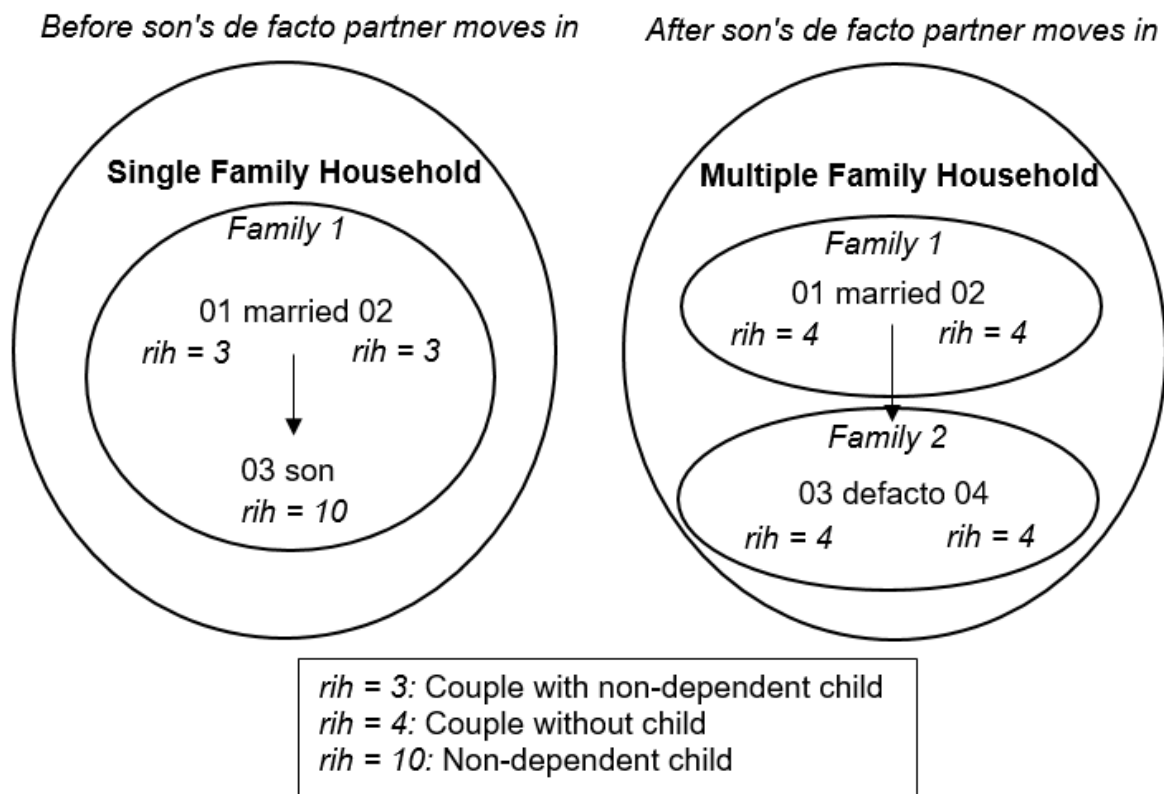 Before son's de facto partner moves in
Single Family Household
Family 1
01 married 02
rih = 3 rih = 3
03 son
rih = 10
After son's de facto partner moves in
Multiple Family Household
Family 1
01 married 02
rih = 4 rih = 4
Family 2
03 defacto 04
rih = 4 rih = 4
rih = 3: Couple with non-dependent child
rih = 4: Couple without child
rih = 10: Non-dependent child